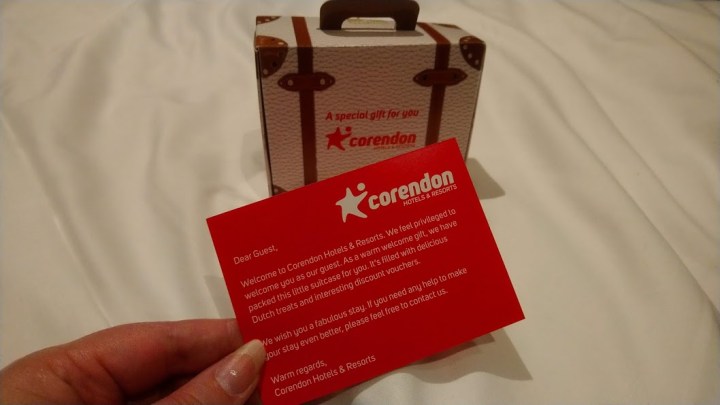 A special gift for you
corendon
HOTELS & RESORTS
corendon
HOTELS & RESORTS
Dear Guest,
Welcome to Corendon Hotels & Resorts. We feel privileged to
welcome you as our guest. As a warm welcome gift, we have
packed this little suitcase for you. It's filled with delicious
Dutch treats and interesting discount vouchers.
We wish you a fabulous stay. If you need any help to make
your stay even better, please feel free to contact us.
Warm regards,
Corendon Hotels & Resorts